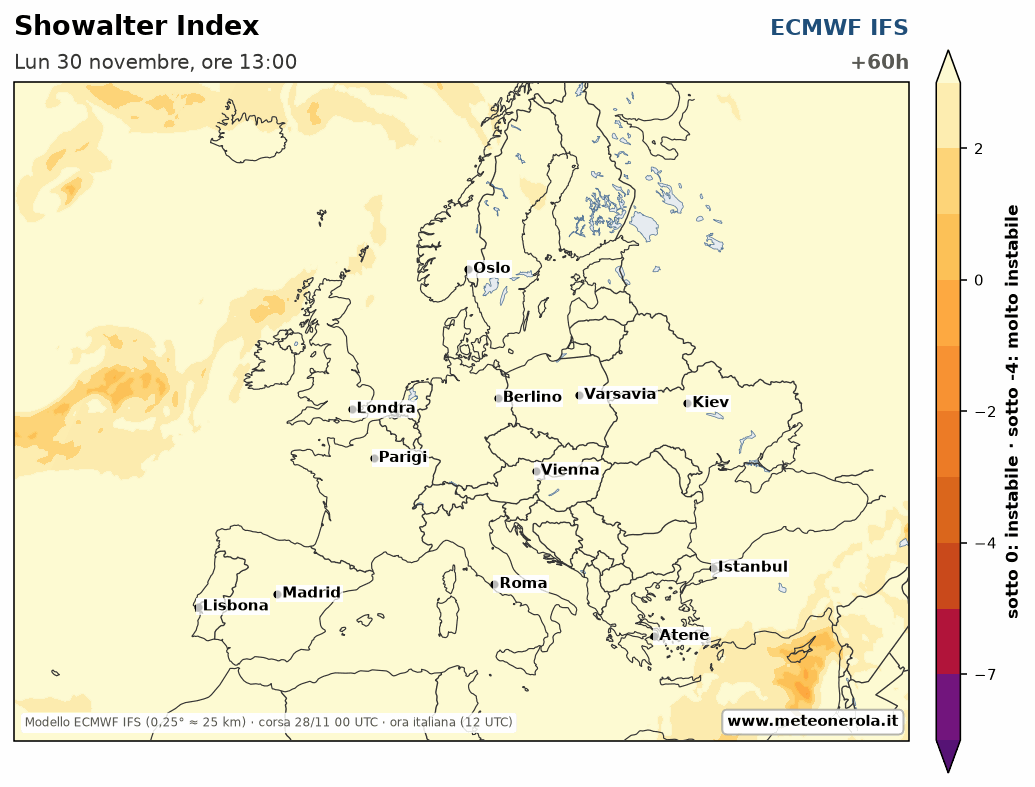 Showalter Index
ECMWF IFS
Lun 30 novembre, ore 13:00
+60h
Oslo
Berlino
Varsavia
Kiev
Londra
Parigi
Vienna
Istanbul
Roma
Madrid
Lisbona
Atene
2
0
−2
−4
−7
sotto 0: instabile · sotto -4: molto instabile
Modello ECMWF IFS (0,25° ≈ 25 km) · corsa 28/11 00 UTC · ora italiana (12 UTC)
www.meteonerola.it